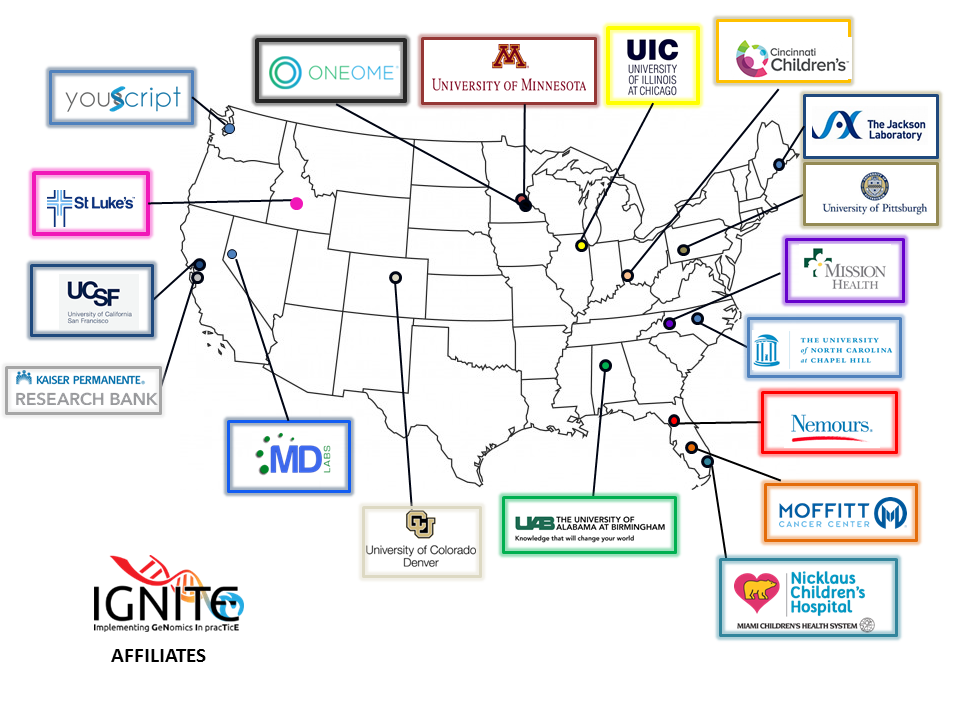 youscript
ONEOME
UNIVERSITY OF MINNESOTA
UIC
UNIVERSITY
OF ILLINOIS
AT CHICAGO
Cincinnati
Children's
The Jackson
Laboratory
St Luke's
University of Pittsburgh
MISSION
HEALTH
UCSF
University of California
San Francisco
THE UNIVERSITY
of NORTH CAROLINA
at CHAPEL HILL
KAISER PERMANENTE®
RESEARCH BANK
Nemours.
MD
LABS
MOFFITT
CANCER CENTER
CU
University of Colorado
Denver
UAB THE UNIVERSITY OF
ALABAMA AT BIRMINGHAM
Knowledge that will change your world
Nicklaus
Children's
Hospital
MIAMI CHILDREN'S HEALTH SYSTEM
IGNITE
Implementing GeNomics In pracTicE
AFFILIATES